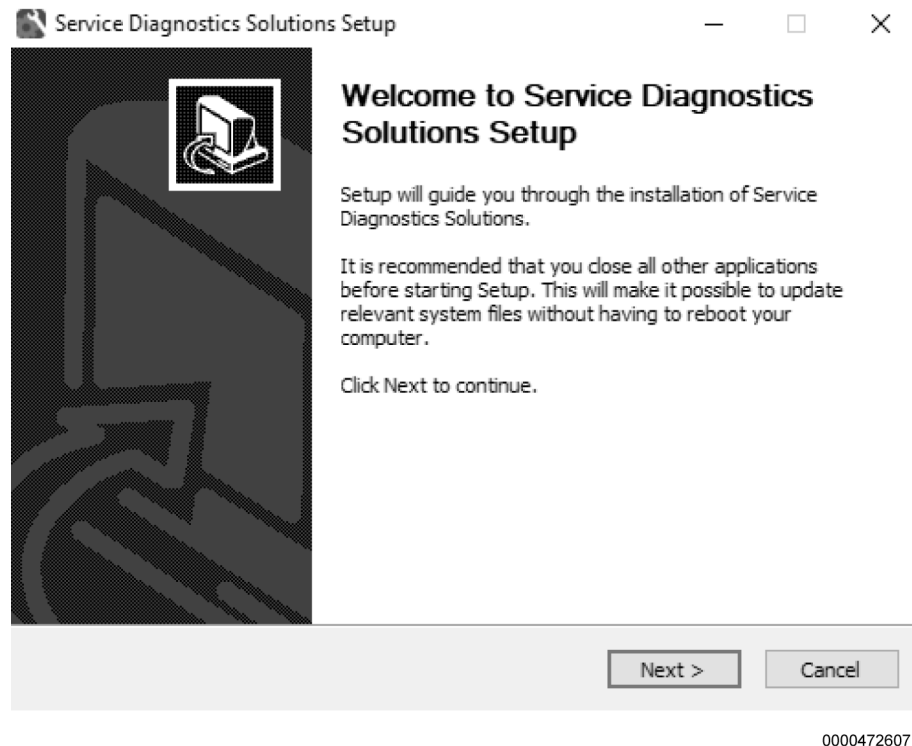 Service Diagnostics Solutions Setup
Welcome to Service Diagnostics
Solutions Setup
Setup will guide you through the installation of Service
Diagnostics Solutions.
It is recommended that you close all other applications
before starting Setup. This will make it possible to update
relevant system files without having to reboot your
computer.
Click Next to continue.
Next >
Cancel
0000472607